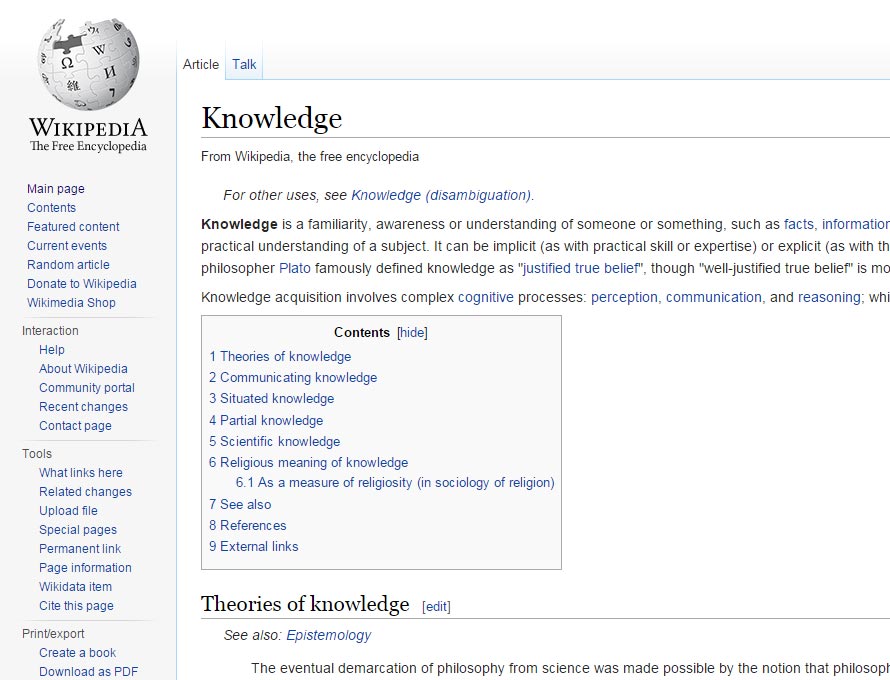 Ω W И 維 7
WIKIPEDIA
The Free Encyclopedia
Main page
Contents
Featured content
Current events
Random article
Donate to Wikipedia
Wikimedia Shop
Interaction
Help
About Wikipedia
Community portal
Recent changes
Contact page
Tools
What links here
Related changes
Upload file
Special pages
Permanent link
Page information
Wikidata item
Cite this page
Print/export
Create a book
Download as PDF
Article Talk
Knowledge
From Wikipedia, the free encyclopedia
For other uses, see Knowledge (disambiguation).
Knowledge is a familiarity, awareness or understanding of someone or something, such as facts, information
practical understanding of a subject. It can be implicit (as with practical skill or expertise) or explicit (as with th
philosopher Plato famously defined knowledge as "justified true belief", though "well-justified true belief" is mo
Knowledge acquisition involves complex cognitive processes: perception, communication, and reasoning; whi
Contents [hide]
1 Theories of knowledge
2 Communicating knowledge
3 Situated knowledge
4 Partial knowledge
5 Scientific knowledge
6 Religious meaning of knowledge
6.1 As a measure of religiosity (in sociology of religion)
7 See also
8 References
9 External links
Theories of knowledge [edit]
See also: Epistemology
The eventual demarcation of philosophy from science was made possible by the notion that philosoph